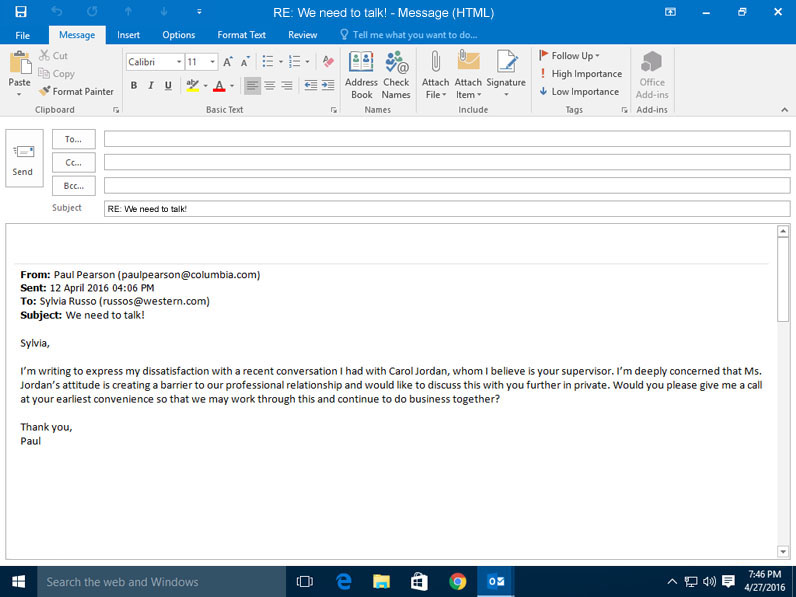 RE: We need to talk! - Message (HTML)
File Message Insert Options Format Text Review Tell me what you want to do...
Paste
Cut
Copy
Format Painter
Clipboard
Calibri 11 A A
B I U aby A
Basic Text
Address Book
Check Names
Names
Attach File
Attach Item
Signature
Include
Follow Up
! High Importance
Low Importance
Tags
Office Add-ins
Add-ins
Send
To...
Cc...
Bcc...
Subject RE: We need to talk!
From: Paul Pearson (paulpearson@columbia.com)
Sent: 12 April 2016 04:06 PM
To: Sylvia Russo (russos@western.com)
Subject: We need to talk!
Sylvia,
I'm writing to express my dissatisfaction with a recent conversation I had with Carol Jordan, whom I believe is your supervisor. I'm deeply concerned that Ms.
Jordan's attitude is creating a barrier to our professional relationship and would like to discuss this with you further in private. Would you please give me a call
at your earliest convenience so that we may work through this and continue to do business together?
Thank you,
Paul
Search the web and Windows
7:46 PM
4/27/2016